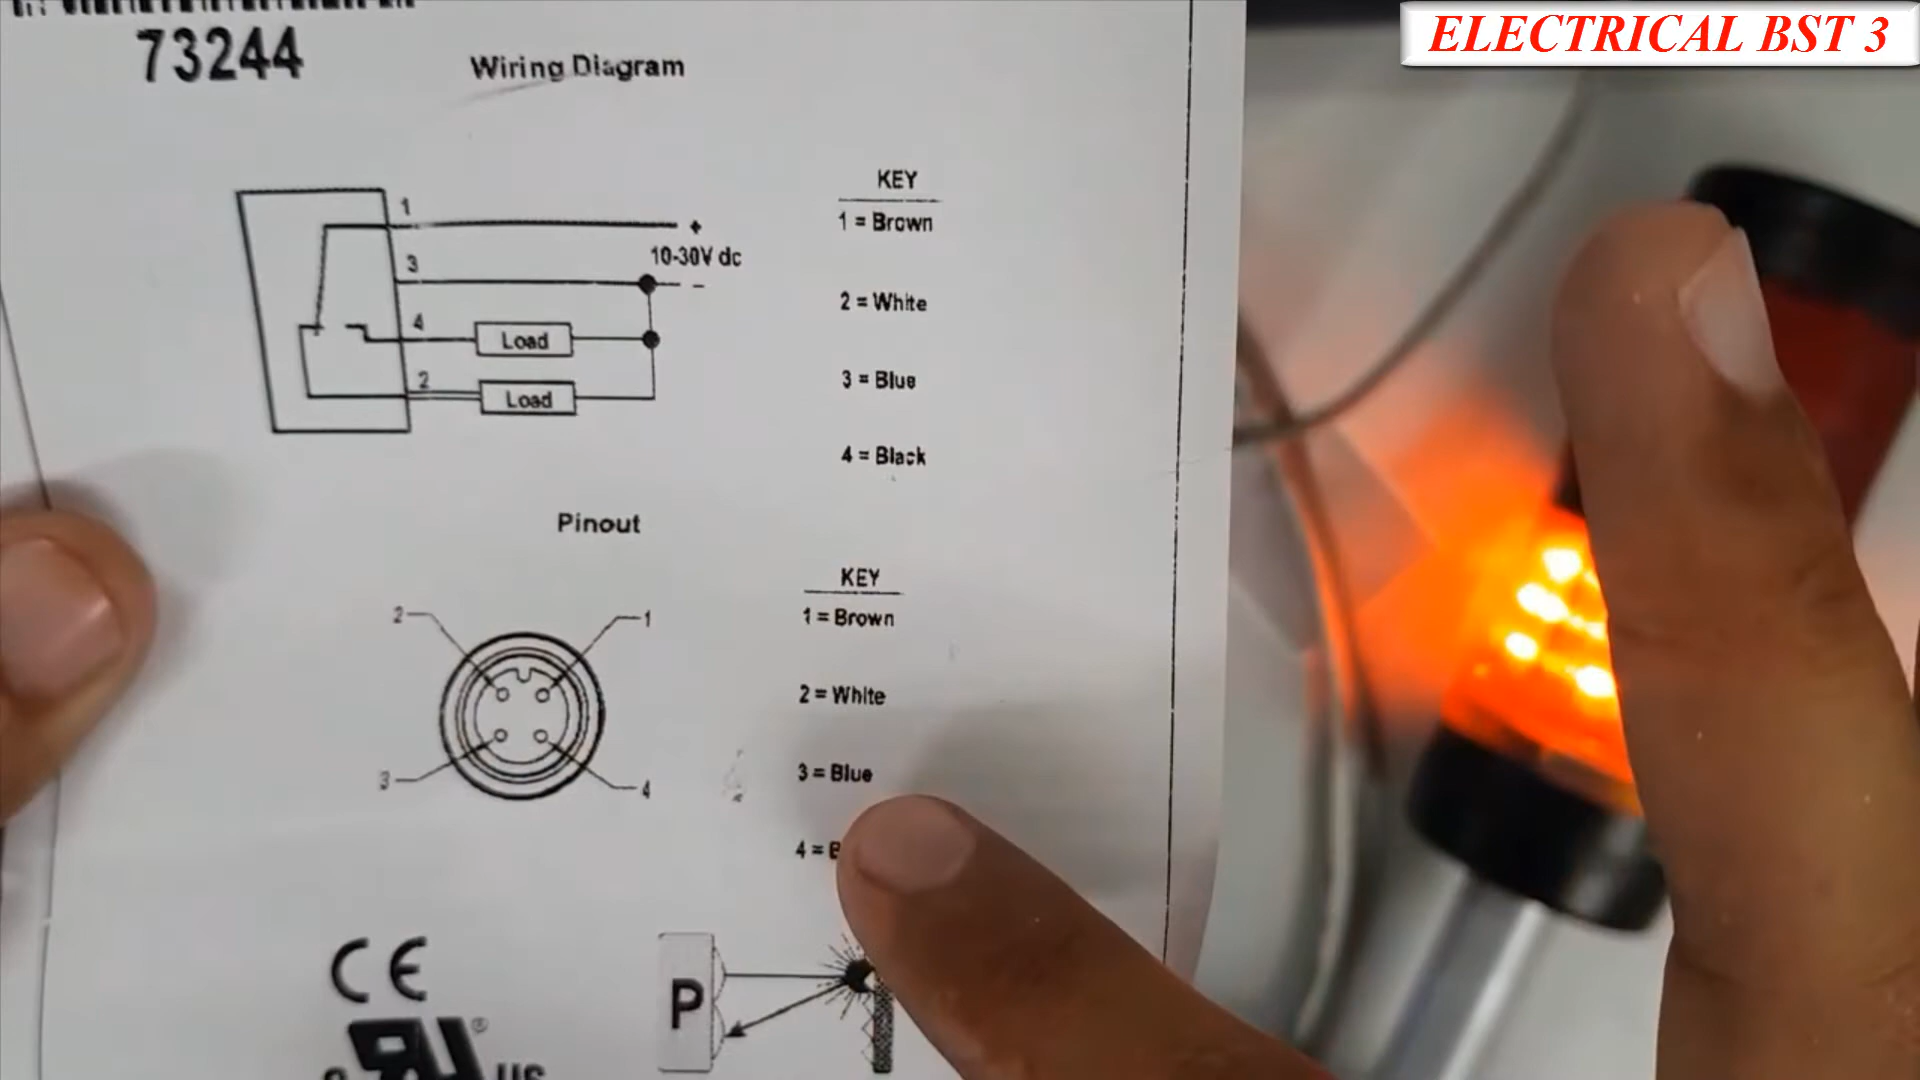 ELECTRICAL BST 3
73244
Wiring Diagram
1
+
10-30V dc
3
-
4
Load
2
Load
KEY
1 = Brown
2 = White
3 = Blue
4 = Black
Pinout
2
1
3
4
KEY
1 = Brown
2 = White
3 = Blue
4 =
CE
P
®
US